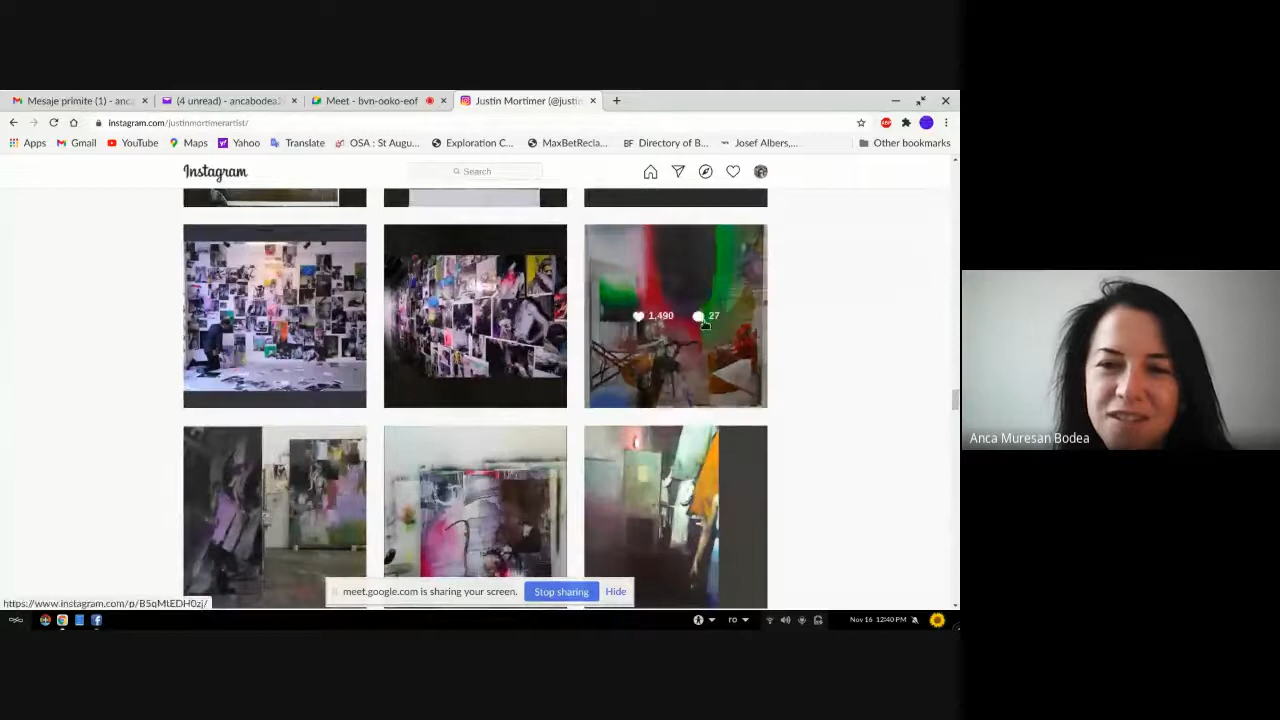 Mesaje primite (1) - anc
(4 unread) - ancabodea
Meet - bvn-ooko-eof
Justin Mortimer (@justin
instagram.com/justinmortimerartist/
Apps
Gmail
YouTube
Maps
Yahoo
Translate
OSA : St Augu...
Exploration C...
MaxBetRecla...
BF Directory of B...
Josef Albers,...
Other bookmarks
Instagram
Search
1,490
27
Anca Muresan Bodea
meet.google.com is sharing your screen.
Stop sharing
Hide
https://www.instagram.com/p/B5qMtEDH0zj/
ro
Nov 16 12:40 PM